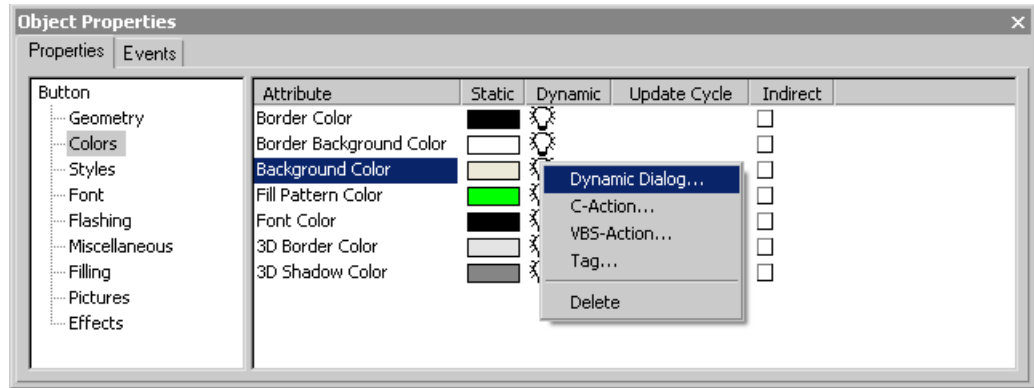 Object Properties
Properties Events
Button
Geometry
Colors
Styles
Font
Flashing
Miscellaneous
Filling
Pictures
Effects
Attribute Static Dynamic Update Cycle Indirect
Border Color
Border Background Color
Background Color
Fill Pattern Color
Font Color
3D Border Color
3D Shadow Color
Dynamic Dialog...
C-Action...
VBS-Action...
Tag...
Delete